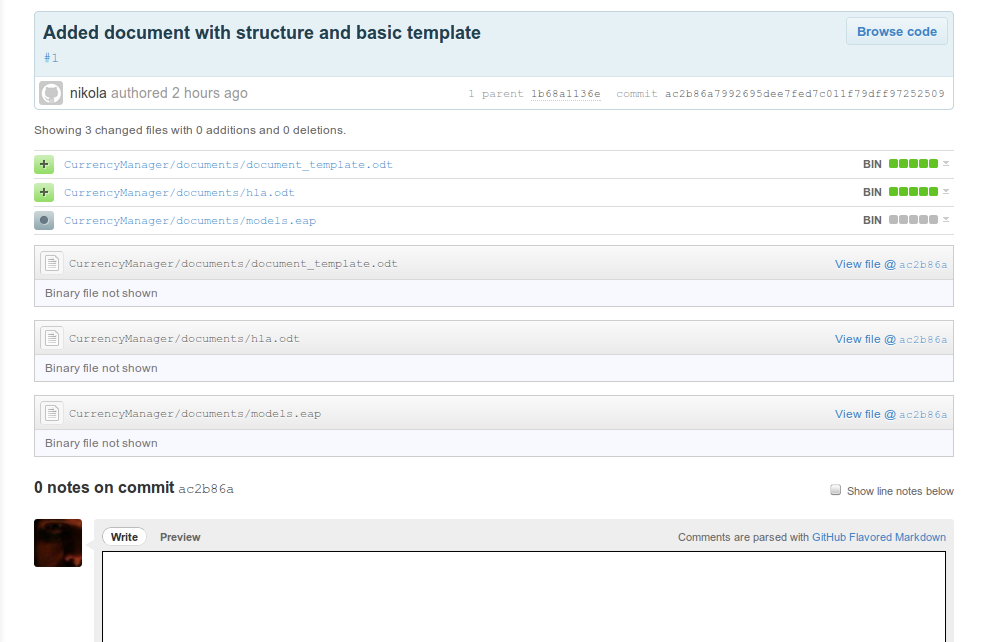 Added document with structure and basic template
Browse code
#1
nikola authored 2 hours ago
1 parent 1b68a1136e commit ac2b86a7992695dee7fed7c011f79dff97252509
Showing 3 changed files with 0 additions and 0 deletions.
CurrencyManager/documents/document_template.odt BIN
CurrencyManager/documents/hla.odt BIN
CurrencyManager/documents/models.eap BIN
CurrencyManager/documents/document_template.odt View file @ ac2b86a
Binary file not shown
CurrencyManager/documents/hla.odt View file @ ac2b86a
Binary file not shown
CurrencyManager/documents/models.eap View file @ ac2b86a
Binary file not shown
0 notes on commit ac2b86a Show line notes below
Write Preview Comments are parsed with GitHub Flavored Markdown